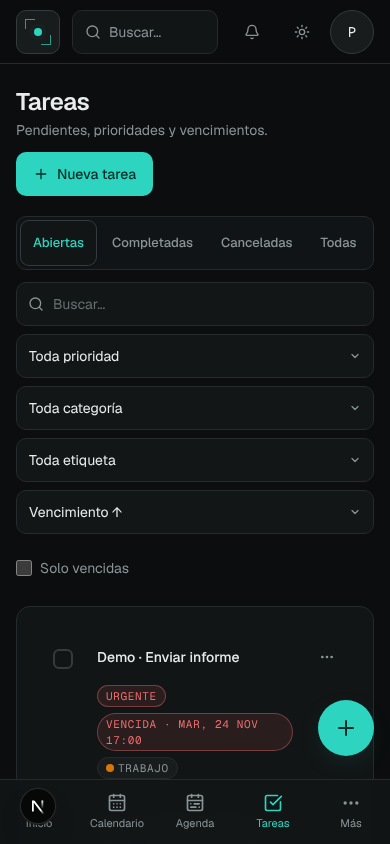 Buscar...
P
Tareas
Pendientes, prioridades y vencimientos.
+ Nueva tarea
Abiertas Completadas Canceladas Todas
Buscar...
Toda prioridad
Toda categoría
Toda etiqueta
Vencimiento ↑
Solo vencidas
Demo · Enviar informe ...
URGENTE
VENCIDA · MAR, 24 NOV
17:00
TRABAJO
N
Inicio Calendario Agenda Tareas Más